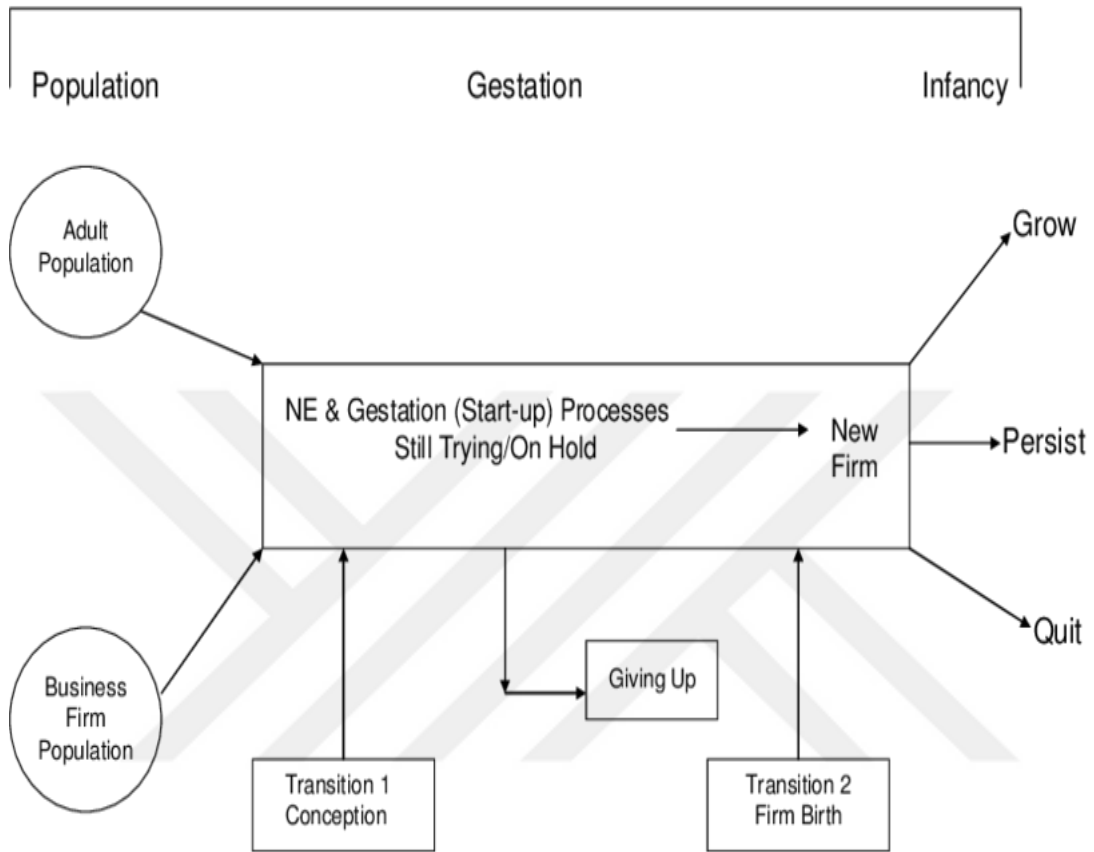 Population
Gestation
Infancy
Adult
Population
Grow
NE & Gestation (Start-up) Processes
Still Trying/On Hold
New
Firm
Persist
Quit
Business
Firm
Population
Giving Up
Transition 1
Conception
Transition 2
Firm Birth